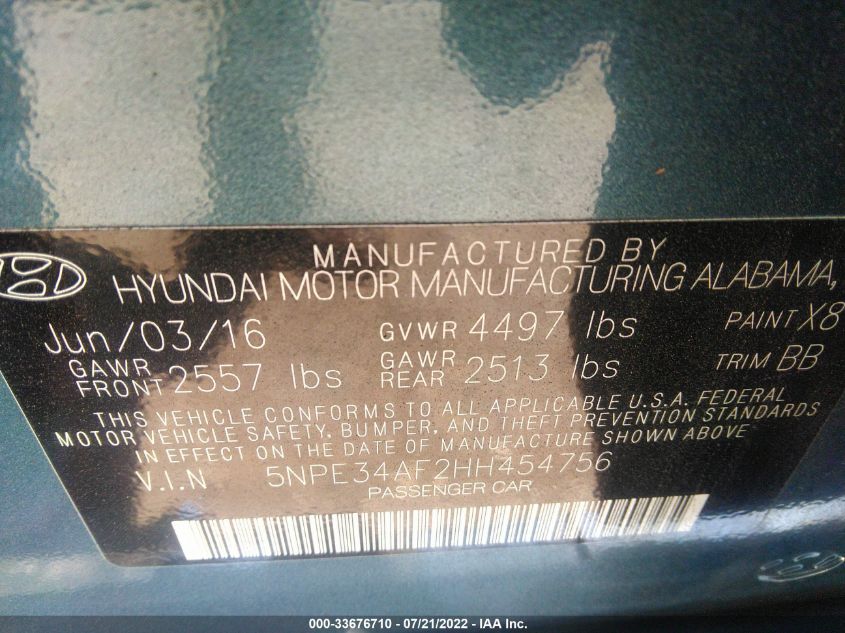 MANUFACTURED BY
HYUNDAI MOTOR MANUFACTURING ALABAMA,
Jun/03/16 GVWR 4497 lbs PAINT X8
GAWR FRONT 2557 lbs GAWR REAR 2513 lbs TRIM BB
THIS VEHICLE CONFORMS TO ALL APPLICABLE U.S.A. FEDERAL
MOTOR VEHICLE SAFETY, BUMPER, AND THEFT PREVENTION STANDARDS
IN EFFECT ON THE DATE OF MANUFACTURE SHOWN ABOVE
V.I.N 5NPE34AF2HH454756
PASSENGER CAR
000-33676710 - 07/21/2022 - IAA Inc.